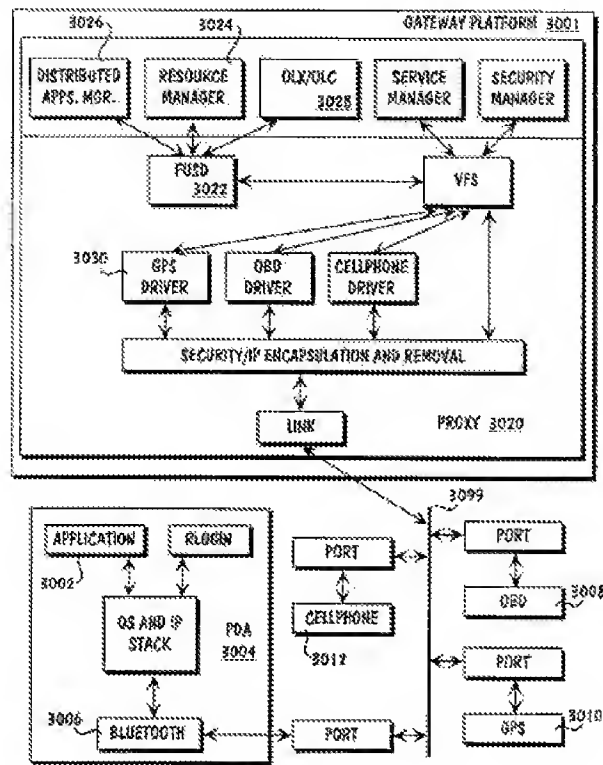 3026
3024
GATEWAY PLATFORM 3001
DISTRIBUTED
APPS. MGR.
RESOURCE
MANAGER
3028
SERVICE
MANAGER
SECURITY
MANAGER
FUSD
3022
VFS
3030
GPS
DRIVER
OBD
DRIVER
CELLPHONE
DRIVER
SECURITY/IP ENCAPSULATION AND REMOVAL
LINK
PROXY 3020
3099
APPLICATION
RLOGIN
3002
PORT
PORT
OS AND IP
STACK
PDA
3004
CELLPHONE
3012
OBD
3008
PORT
3006
BLUETOOTH
PORT
GPS
3010